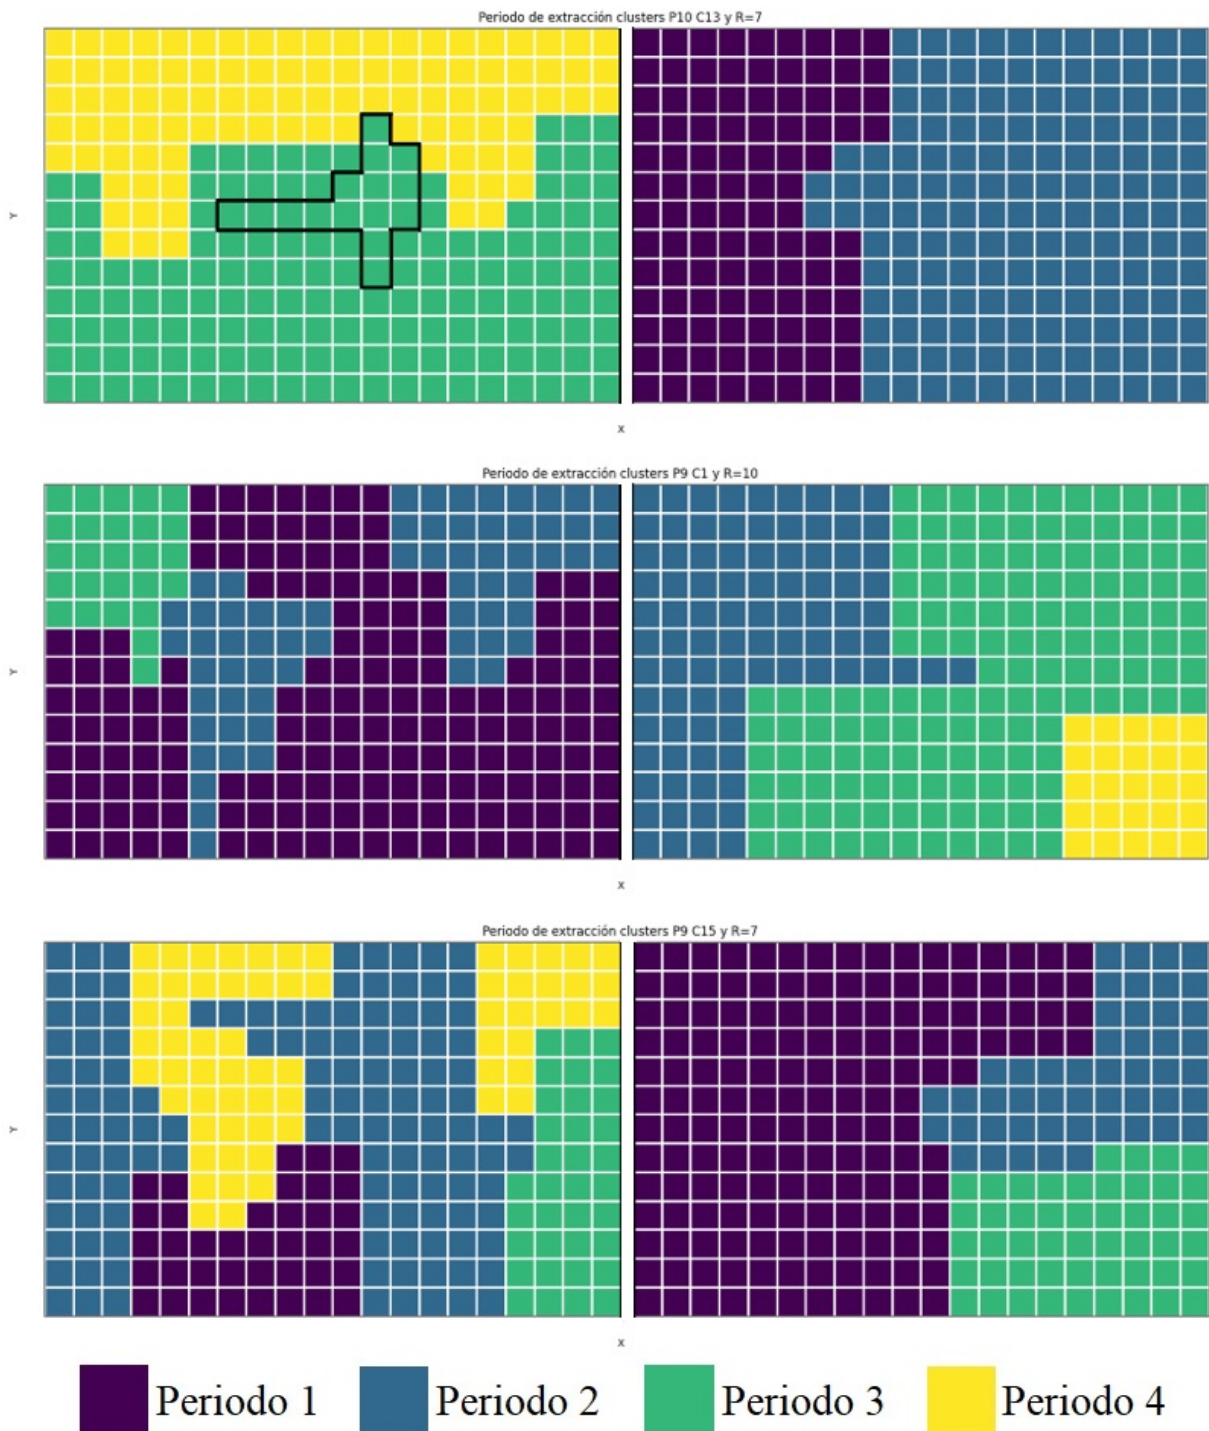 Periodo de extracción clusters P10 C13 y R=7
Y
X
Periodo de extracción clusters P9 C1 y R=10
Y
X
Periodo de extracción clusters P9 C15 y R=7
Y
X
Periodo 1 Periodo 2 Periodo 3 Periodo 4